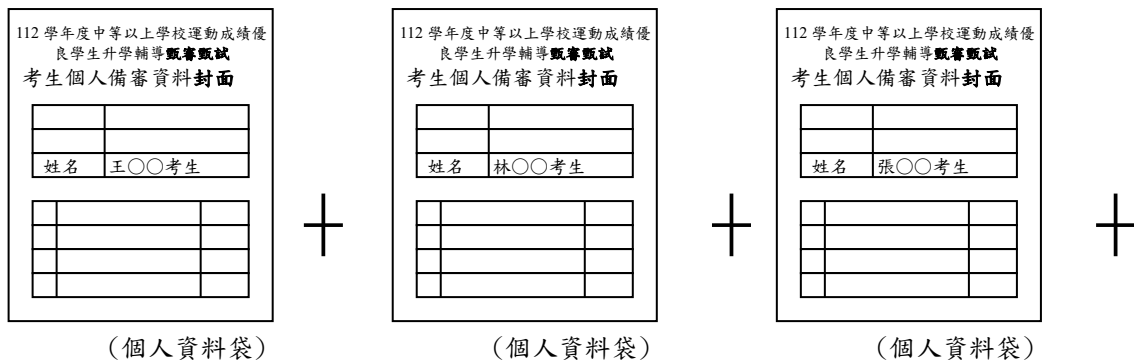 112 學年度中等以上學校運動成績優
良學生升學輔導甄審甄試
考生個人備審資料封面
姓名 王○○考生
(個人資料袋)
+
112 學年度中等以上學校運動成績優
良學生升學輔導甄審甄試
考生個人備審資料封面
姓名 林○○考生
(個人資料袋)
+
112 學年度中等以上學校運動成績優
良學生升學輔導甄審甄試
考生個人備審資料封面
姓名 張○○考生
(個人資料袋)
+